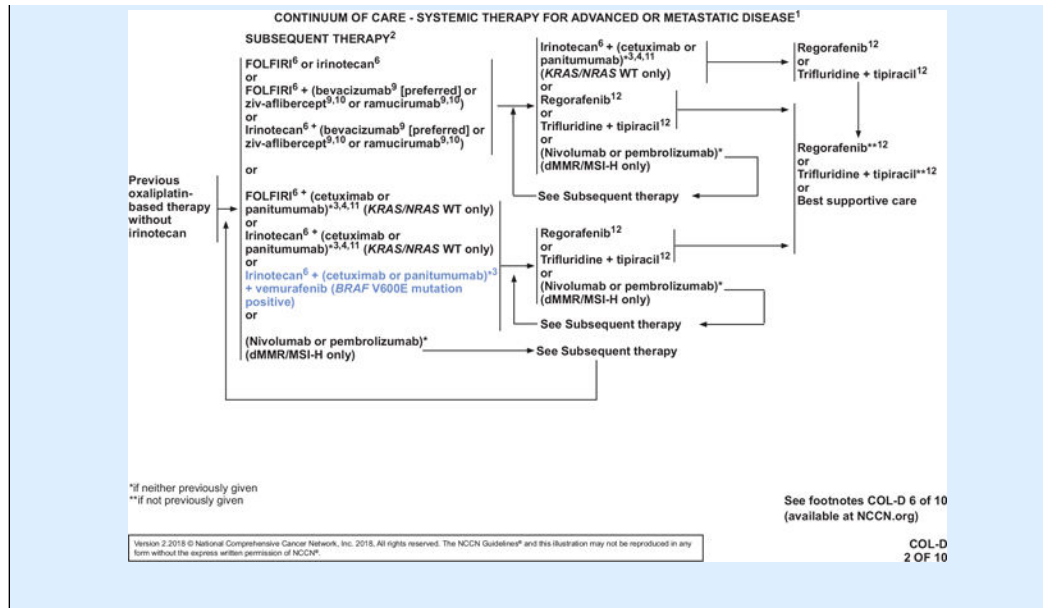 CONTINUUM OF CARE - SYSTEMIC THERAPY FOR ADVANCED OR METASTATIC DISEASE1
SUBSEQUENT THERAPY2
Previous
oxaliplatin-
based therapy
without
irinotecan
FOLFIRI6 or irinotecan6
or
FOLFIRI6 + (bevacizumab9 [preferred] or
ziv-aflibercept9,10 or ramucirumab9,10)
or
Irinotecan6 + (bevacizumab9 [preferred] or
ziv-aflibercept9,10 or ramucirumab9,10)
or
FOLFIRI6 + (cetuximab or
panitumumab)*3,4,11 (KRAS/NRAS WT only)
or
Irinotecan6 + (cetuximab or
panitumumab)*3,4,11 (KRAS/NRAS WT only)
or
Irinotecan6 + (cetuximab or panitumumab)*3
+ vemurafenib (BRAF V600E mutation
positive)
or
(Nivolumab or pembrolizumab)*
(dMMR/MSI-H only)
Irinotecan6 + (cetuximab or
panitumumab)*3,4,11
(KRAS/NRAS WT only)
or
Regorafenib12
or
Trifluridine + tipiracil12
or
(Nivolumab or pembrolizumab)*
(dMMR/MSI-H only)
See Subsequent therapy
Regorafenib12
or
Trifluridine + tipiracil12
or
(Nivolumab or pembrolizumab)*
(dMMR/MSI-H only)
See Subsequent therapy
See Subsequent therapy
Regorafenib12
or
Trifluridine + tipiracil12
Regorafenib**12
or
Trifluridine + tipiracil**12
or
Best supportive care
*if neither previously given
**if not previously given
See footnotes COL-D 6 of 10
(available at NCCN.org)
Version 2.2018 © National Comprehensive Cancer Network, Inc. 2018, All rights reserved. The NCCN Guidelines® and this illustration may not be reproduced in any
form without the express written permission of NCCN®.
COL-D
2 OF 10